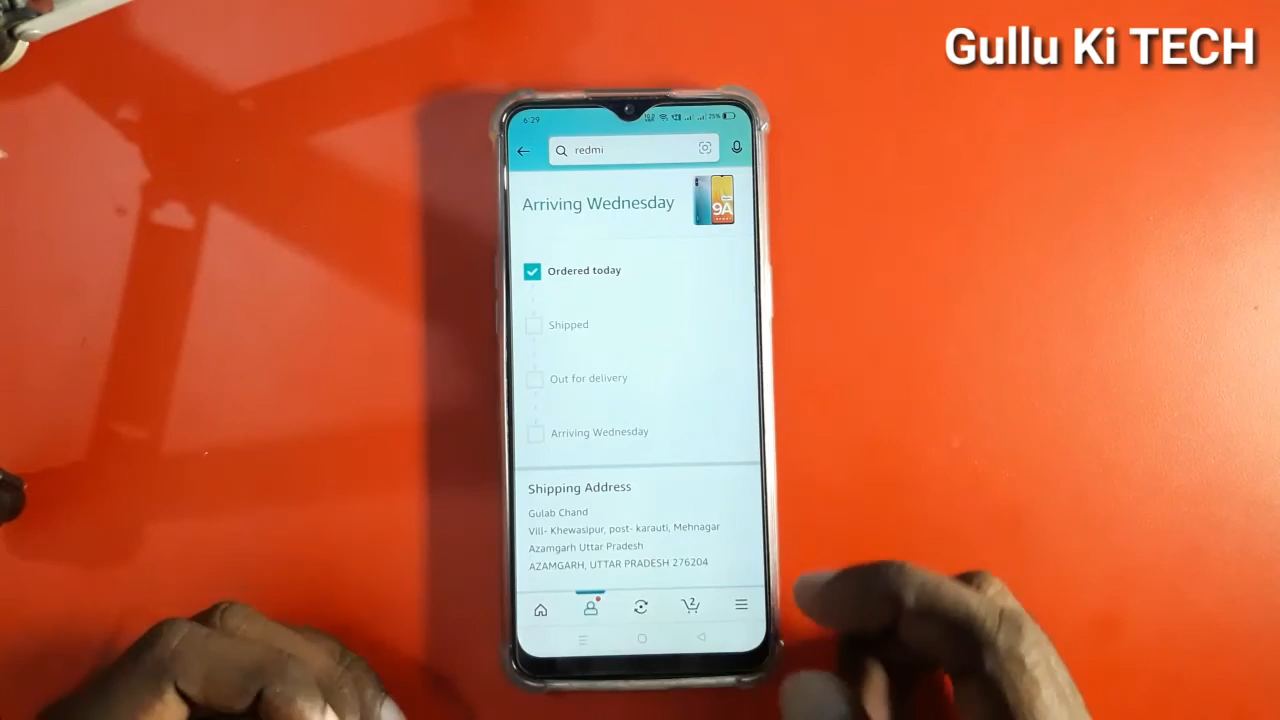 Gullu Ki TECH
6:29
25%
redmi
Arriving Wednesday
9A
Ordered today
Shipped
Out for delivery
Arriving Wednesday
Shipping Address
Gulab Chand
Vill- Khewasipur, post- karauti, Mehnagar
Azamgarh Uttar Pradesh
AZAMGARH, UTTAR PRADESH 276204
2